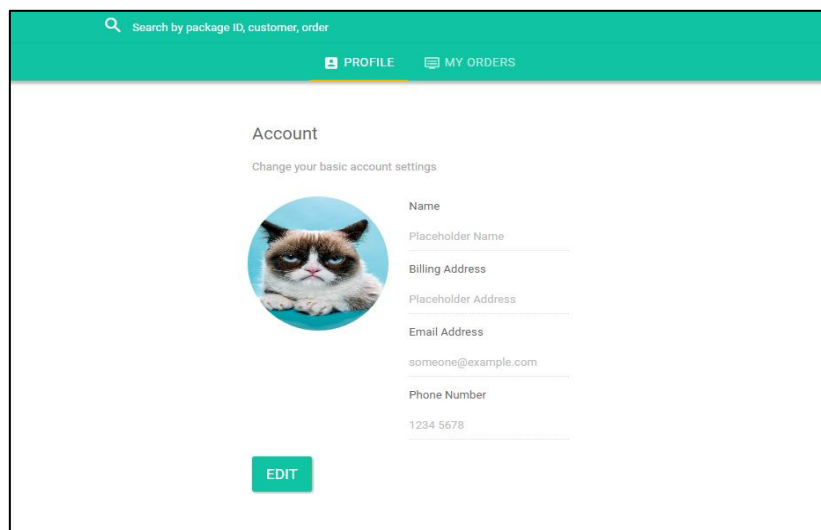 Search by package ID, customer, order
PROFILE
MY ORDERS
Account
Change your basic account settings
Name
Placeholder Name
Billing Address
Placeholder Address
Email Address
someone@example.com
Phone Number
1234 5678
EDIT